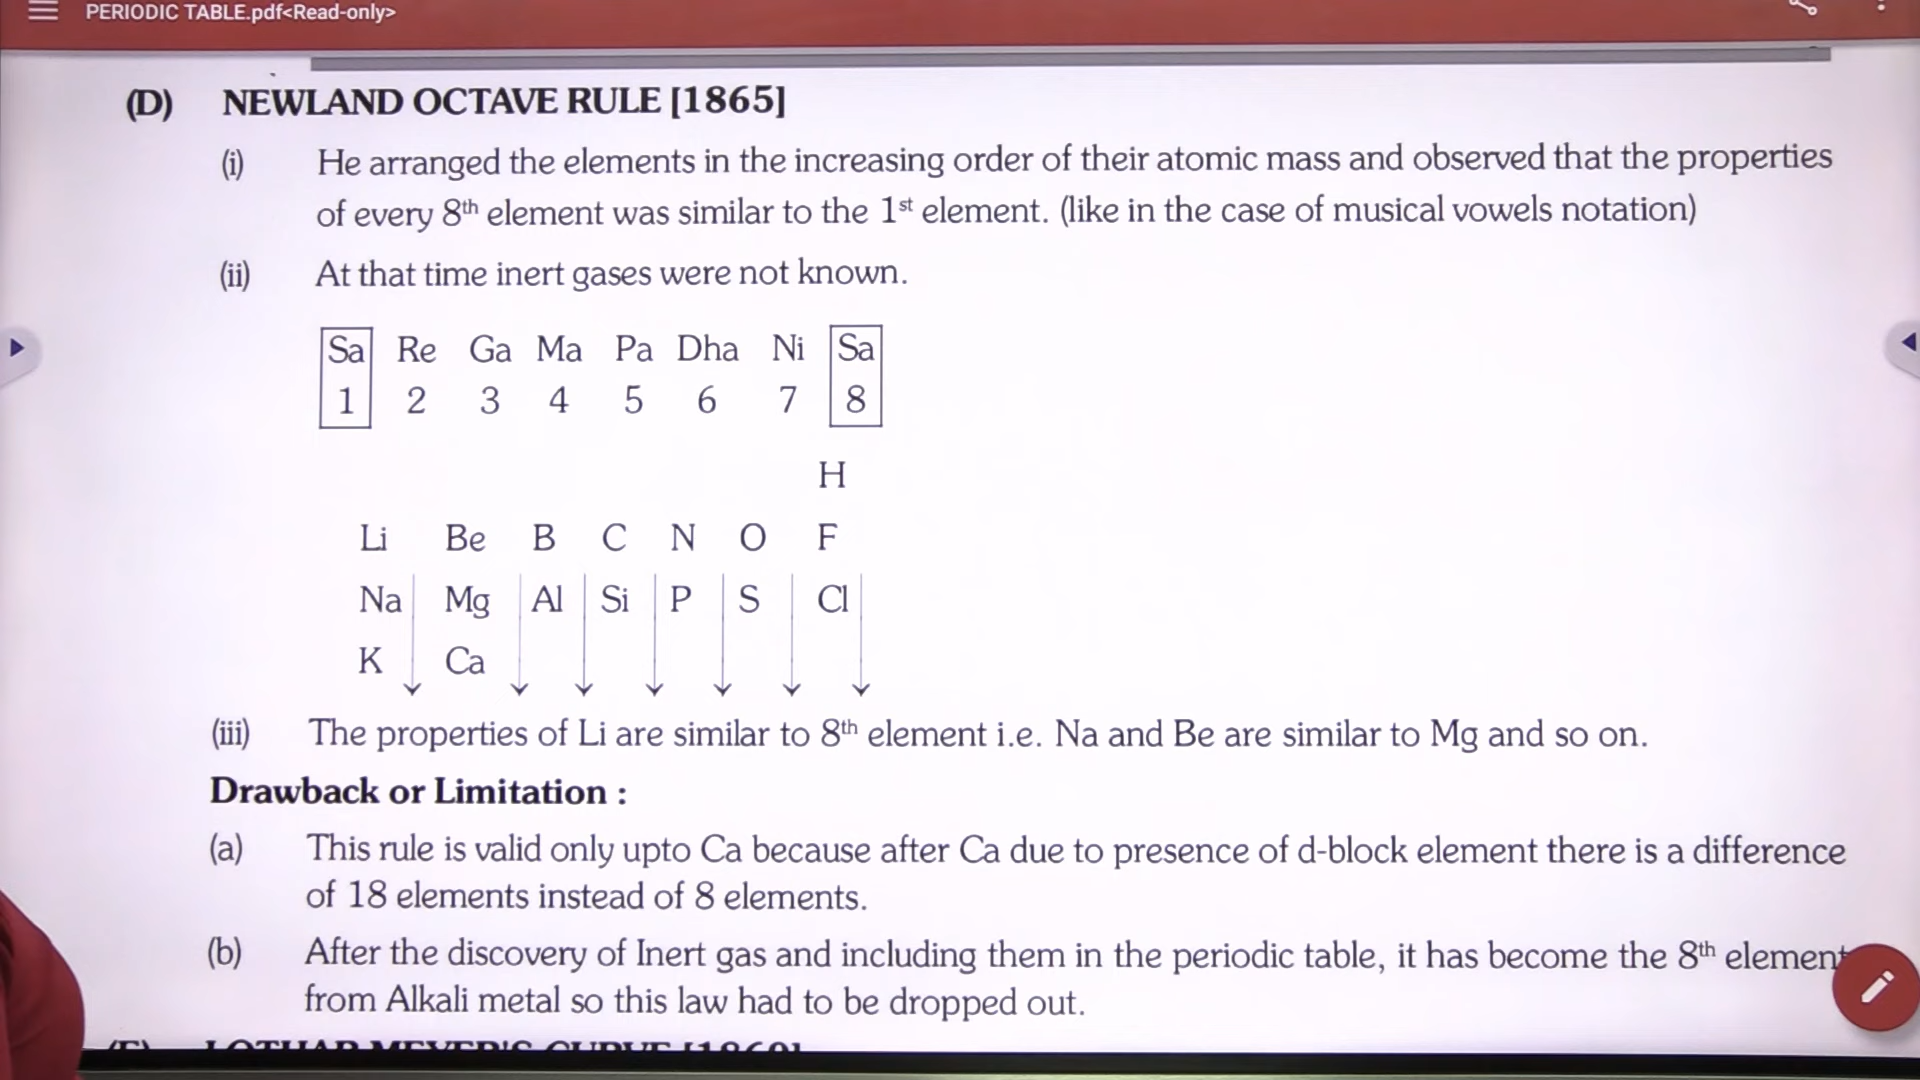 PERIODIC TABLE.pdf<Read-only>
(D) NEWLAND OCTAVE RULE [1865]
(i) He arranged the elements in the increasing order of their atomic mass and observed that the properties
of every 8th element was similar to the 1st element. (like in the case of musical vowels notation)
(ii) At that time inert gases were not known.
Sa Re Ga Ma Pa Dha Ni Sa
1 2 3 4 5 6 7 8
H
Li Be B C N O F
Na Mg Al Si P S Cl
K Ca
(iii) The properties of Li are similar to 8th element i.e. Na and Be are similar to Mg and so on.
Drawback or Limitation :
(a) This rule is valid only upto Ca because after Ca due to presence of d-block element there is a difference
of 18 elements instead of 8 elements.
(b) After the discovery of Inert gas and including them in the periodic table, it has become the 8th element
from Alkali metal so this law had to be dropped out.
(E) LOTHAR MEYER'S CURVE [1869]